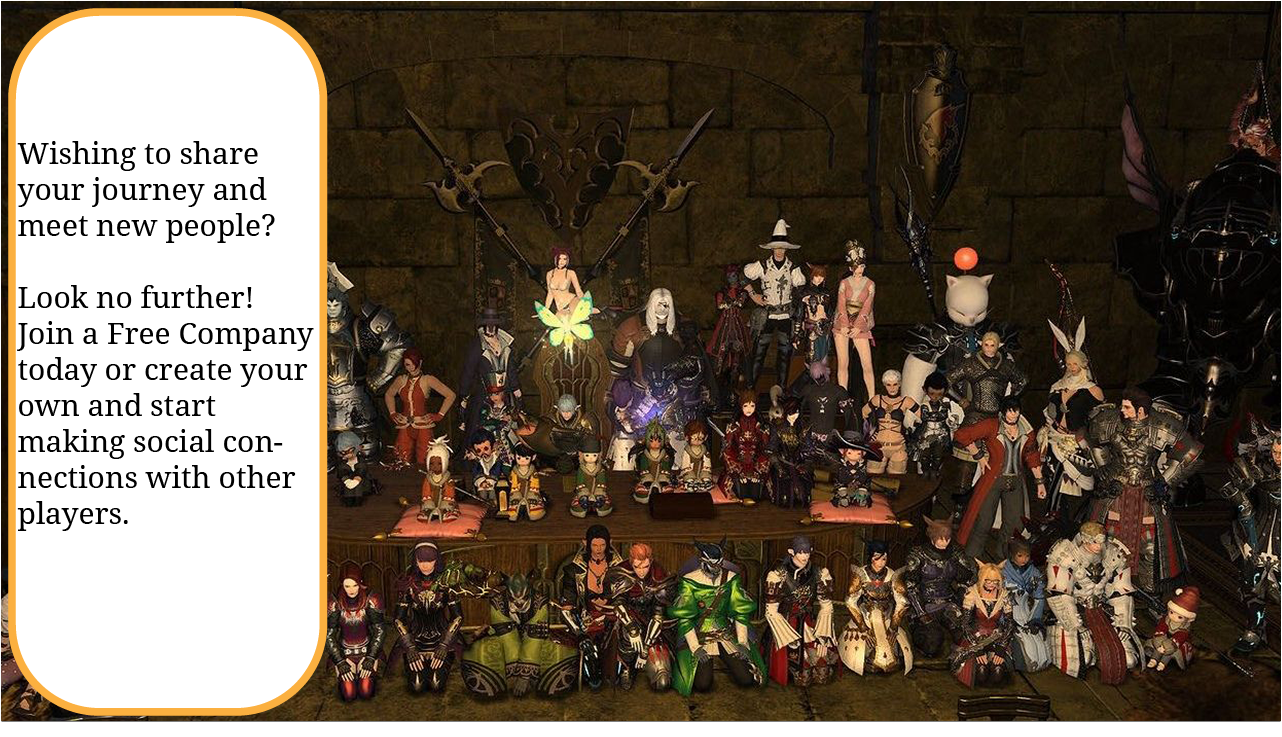 Wishing to share
your journey and
meet new people?
Look no further!
Join a Free Company
today or create your
own and start
making social con-
nections with other
players.